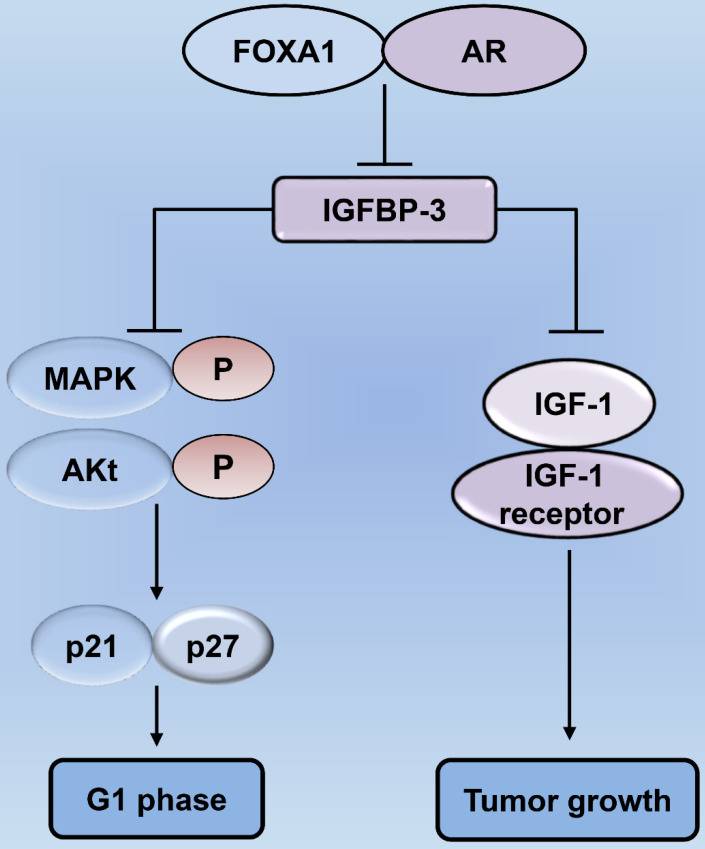 FOXA1
AR
IGFBP-3
MAPK
P
AKt
P
IGF-1
IGF-1
receptor
p21
p27
G1 phase
Tumor growth